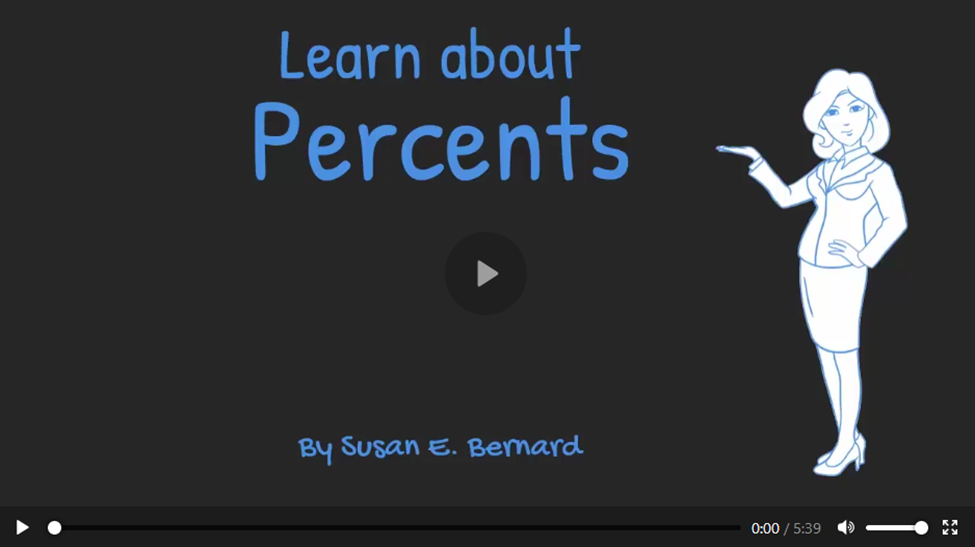 Learn about
Percents
By Susan E. Bernard
0:00 / 5:39